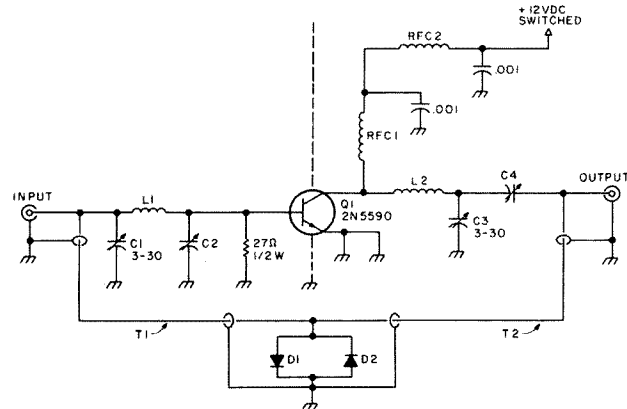 +12VDC
SWITCHED
RFC2
.001
.001
RFC1
INPUT
L1
Q1
2N5590
L2
C4
OUTPUT
C1
3-30
C2
27Ω
1/2W
C3
3-30
T1
D1
D2
T2